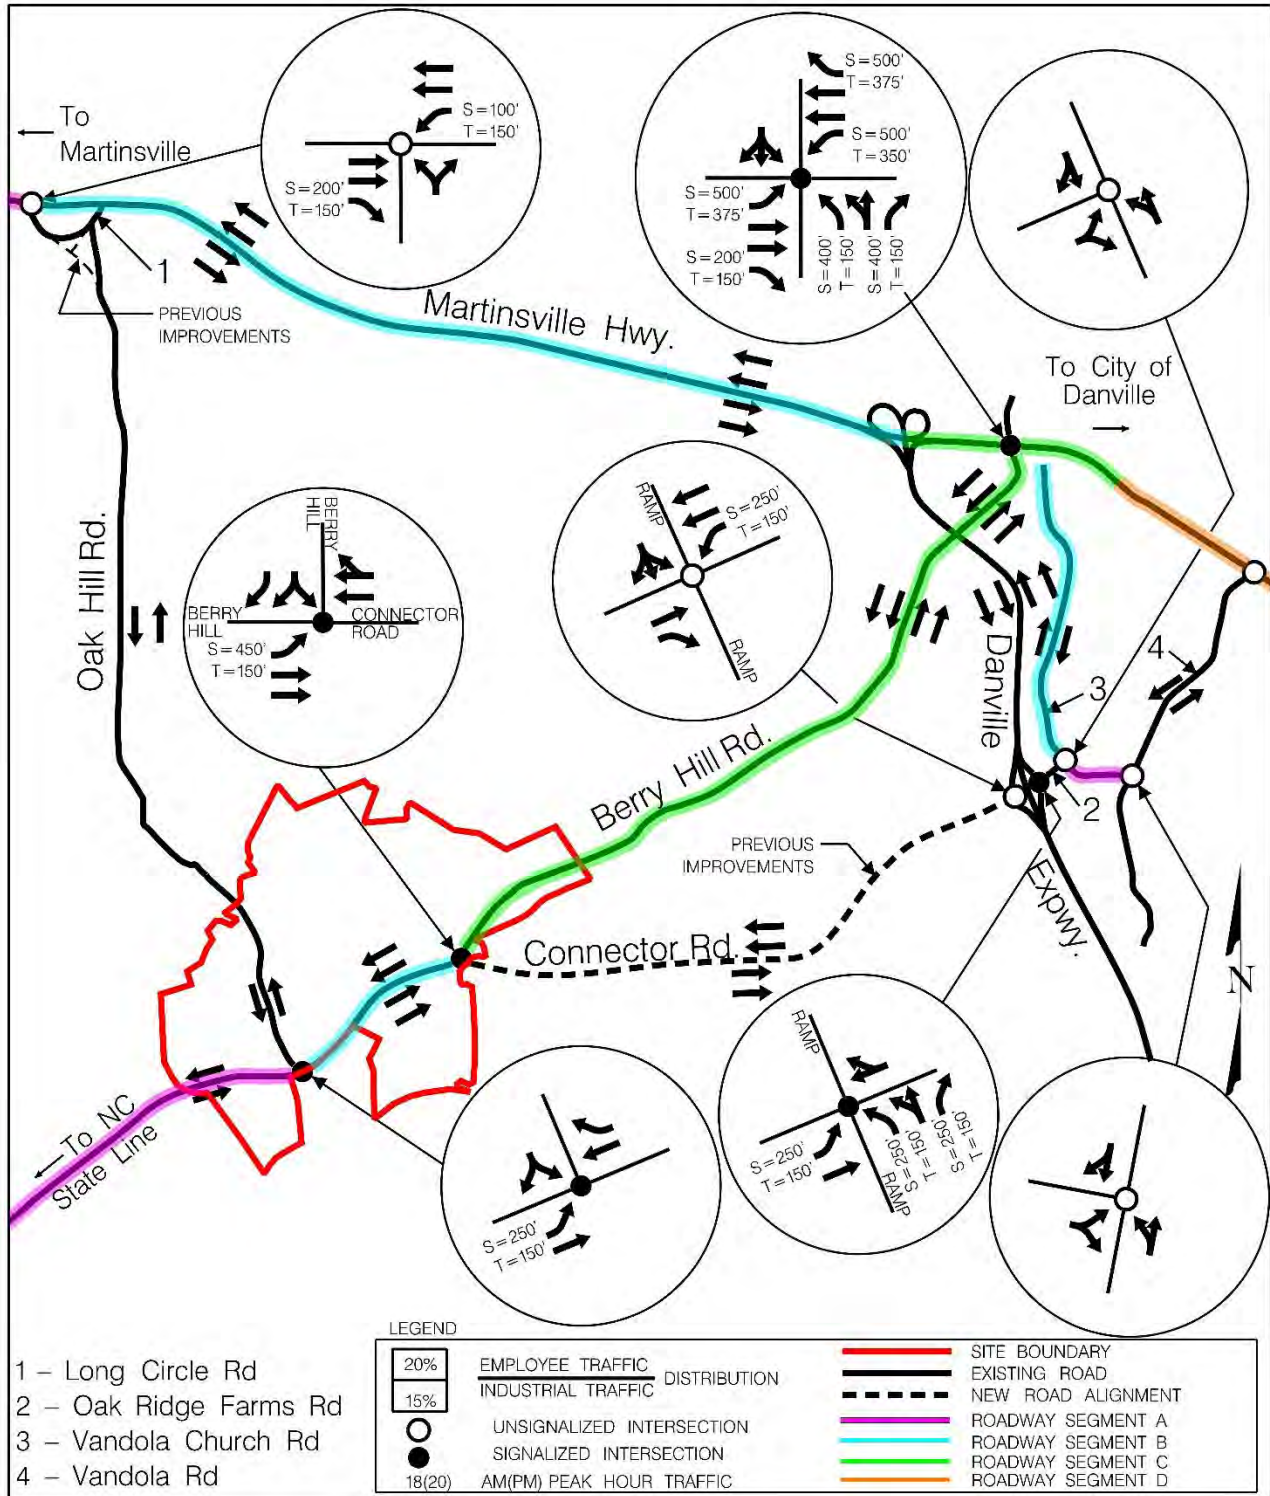 To
Martinsville
S=100'
T=150'
S=200'
T=150'
S=500'
T=375'
S=500'
T=350'
S=500'
T=375'
S=200'
T=150'
S=400'
T=150'
S=400'
T=150'
1
PREVIOUS
IMPROVEMENTS
Martinsville Hwy.
To City of
Danville
Oak Hill Rd.
BERRY
HILL
BERRY
HILL
CONNECTOR
ROAD
S=450'
T=150'
RAMP
S=250'
T=150'
RAMP
Berry Hill Rd.
Danville
Expwy.
4
3
2
PREVIOUS
IMPROVEMENTS
Connector Rd.
N
To NC
State Line
S=250'
T=150'
RAMP
S=250'
T=150'
S=250'
T=150'
S=250'
T=150'
RAMP
1 - Long Circle Rd
2 - Oak Ridge Farms Rd
3 - Vandola Church Rd
4 - Vandola Rd
LEGEND
20%
15%
EMPLOYEE TRAFFIC
INDUSTRIAL TRAFFIC
DISTRIBUTION
UNSIGNALIZED INTERSECTION
SIGNALIZED INTERSECTION
18(20) AM(PM) PEAK HOUR TRAFFIC
SITE BOUNDARY
EXISTING ROAD
NEW ROAD ALIGNMENT
ROADWAY SEGMENT A
ROADWAY SEGMENT B
ROADWAY SEGMENT C
ROADWAY SEGMENT D